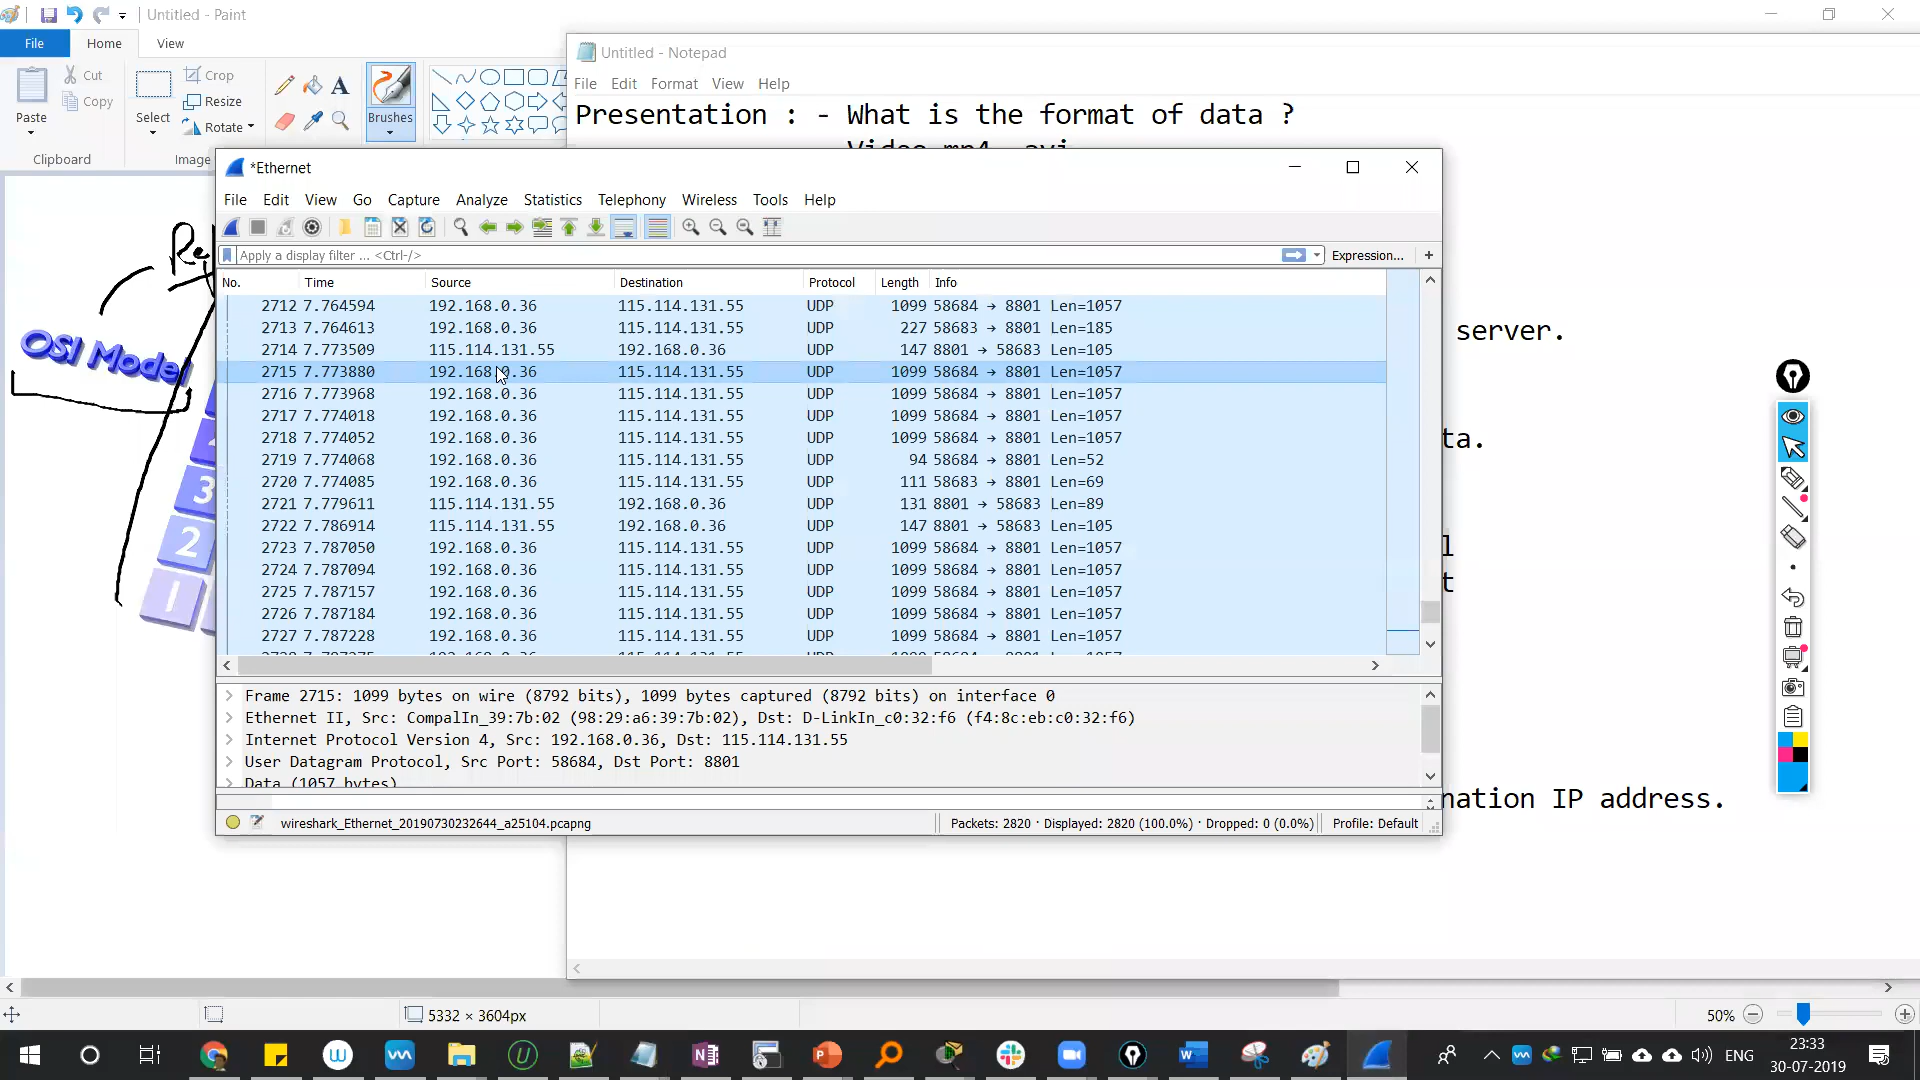 Untitled - Paint
File Home View
Cut
Copy
Paste
Clipboard
Select
Crop
Resize
Rotate
Image
A
Brushes
Untitled - Notepad
File Edit Format View Help
Presentation : - What is the format of data ?
Video mp4, avi
server.
ta.
l
t
nation IP address.
OSI Model
3
2
1
*Ethernet
File Edit View Go Capture Analyze Statistics Telephony Wireless Tools Help
Apply a display filter ... <Ctrl-/>
Expression... +
No. Time Source Destination Protocol Length Info
2712 7.764594 192.168.0.36 115.114.131.55 UDP 1099 58684 → 8801 Len=1057
2713 7.764613 192.168.0.36 115.114.131.55 UDP 227 58683 → 8801 Len=185
2714 7.773509 115.114.131.55 192.168.0.36 UDP 147 8801 → 58683 Len=105
2715 7.773880 192.168.0.36 115.114.131.55 UDP 1099 58684 → 8801 Len=1057
2716 7.773968 192.168.0.36 115.114.131.55 UDP 1099 58684 → 8801 Len=1057
2717 7.774018 192.168.0.36 115.114.131.55 UDP 1099 58684 → 8801 Len=1057
2718 7.774052 192.168.0.36 115.114.131.55 UDP 1099 58684 → 8801 Len=1057
2719 7.774068 192.168.0.36 115.114.131.55 UDP 94 58684 → 8801 Len=52
2720 7.774085 192.168.0.36 115.114.131.55 UDP 111 58683 → 8801 Len=69
2721 7.779611 115.114.131.55 192.168.0.36 UDP 131 8801 → 58683 Len=89
2722 7.786914 115.114.131.55 192.168.0.36 UDP 147 8801 → 58683 Len=105
2723 7.787050 192.168.0.36 115.114.131.55 UDP 1099 58684 → 8801 Len=1057
2724 7.787094 192.168.0.36 115.114.131.55 UDP 1099 58684 → 8801 Len=1057
2725 7.787157 192.168.0.36 115.114.131.55 UDP 1099 58684 → 8801 Len=1057
2726 7.787184 192.168.0.36 115.114.131.55 UDP 1099 58684 → 8801 Len=1057
2727 7.787228 192.168.0.36 115.114.131.55 UDP 1099 58684 → 8801 Len=1057
Frame 2715: 1099 bytes on wire (8792 bits), 1099 bytes captured (8792 bits) on interface 0
Ethernet II, Src: CompalIn_39:7b:02 (98:29:a6:39:7b:02), Dst: D-LinkIn_c0:32:f6 (f4:8c:eb:c0:32:f6)
Internet Protocol Version 4, Src: 192.168.0.36, Dst: 115.114.131.55
User Datagram Protocol, Src Port: 58684, Dst Port: 8801
Data (1057 bytes)
wireshark_Ethernet_20190730232644_a25104.pcapng
Packets: 2820 · Displayed: 2820 (100.0%) · Dropped: 0 (0.0%)
Profile: Default
5332 × 3604px
50%
ENG
23:33
30-07-2019